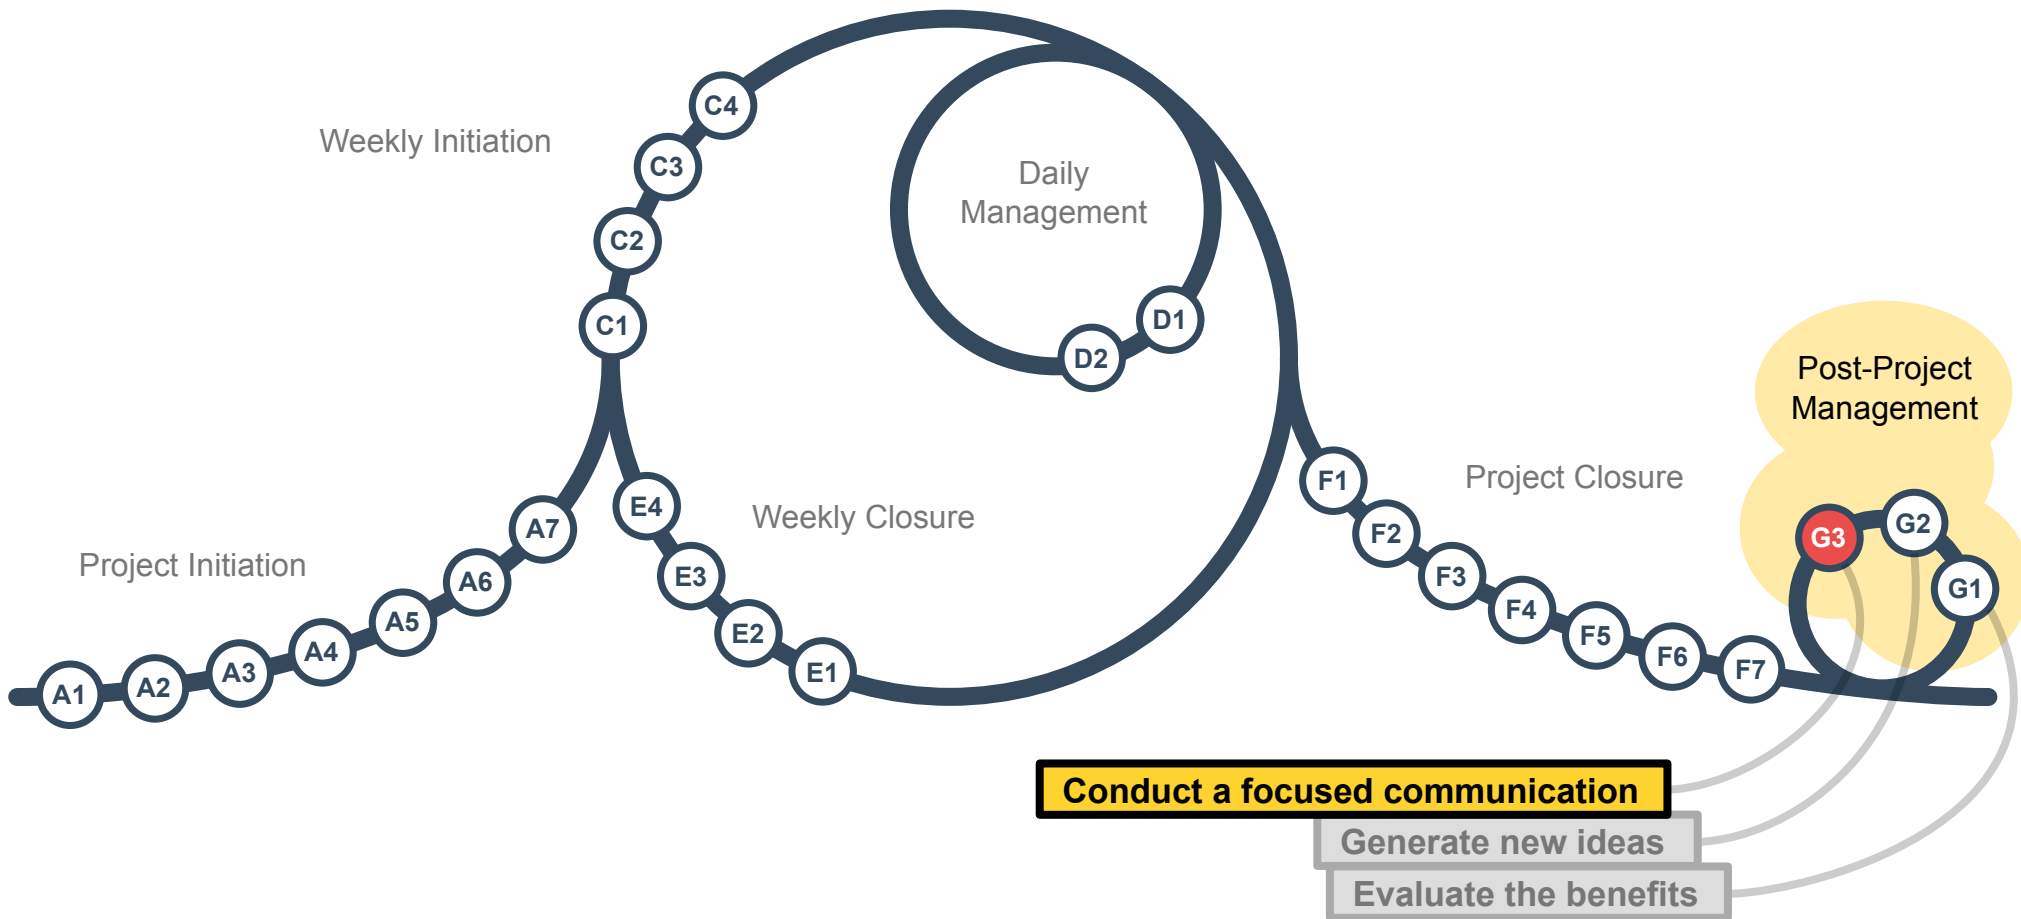 Weekly Initiation
Daily
Management
Post-Project
Management
Project Closure
Weekly Closure
Project Initiation
A1
A2
A3
A4
A5
A6
A7
C1
C2
C3
C4
D1
D2
E1
E2
E3
E4
F1
F2
F3
F4
F5
F6
F7
G1
G2
G3
Conduct a focused communication
Generate new ideas
Evaluate the benefits